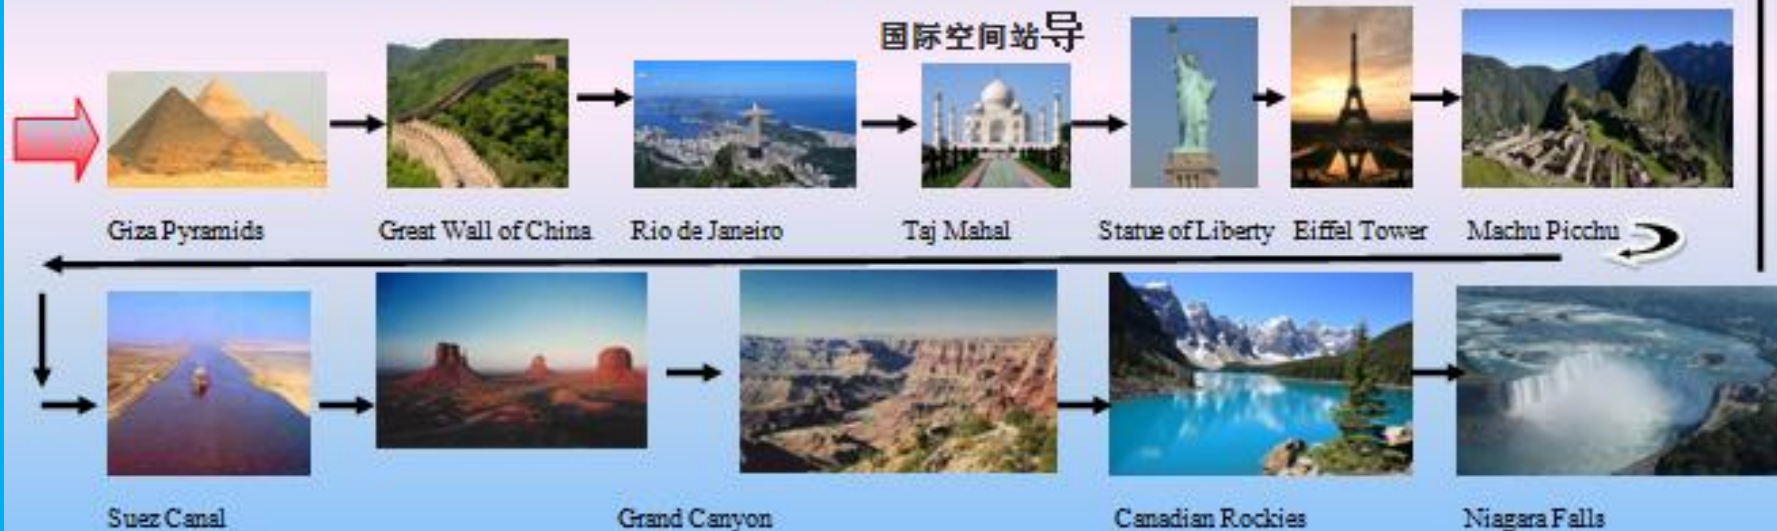 国际空间站导
Giza Pyramids
Great Wall of China
Rio de Janeiro
Taj Mahal
Statue of Liberty
Eiffel Tower
Machu Picchu
Suez Canal
Grand Canyon
Canadian Rockies
Niagara Falls